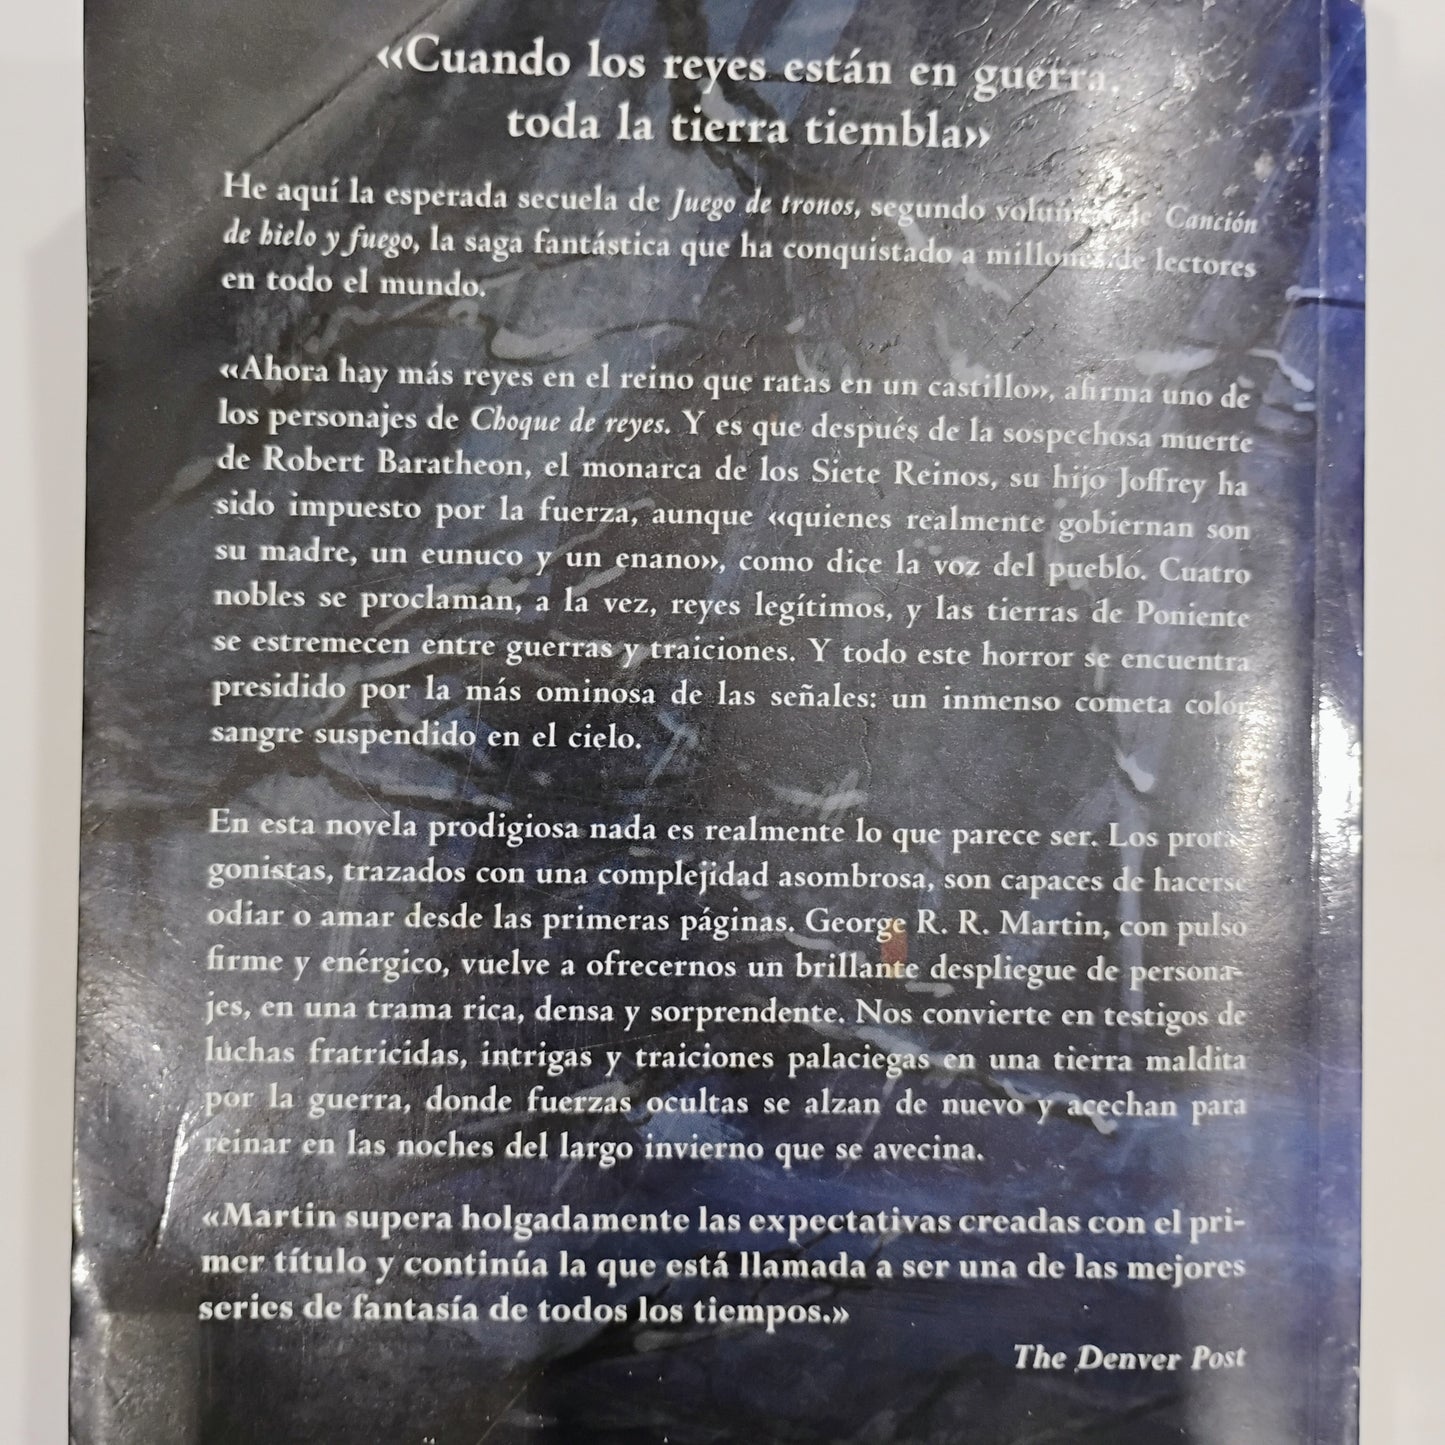 «Cuando los reyes están en guerra,
toda la tierra tiembla»
He aquí la esperada secuela de Juego de tronos, segundo volumen de Canción
de hielo y fuego, la saga fantástica que ha conquistado a millones de lectores
en todo el mundo.
«Ahora hay más reyes en el reino que ratas en un castillo», afirma uno de
los personajes de Choque de reyes. Y es que después de la sospechosa muerte
de Robert Baratheon, el monarca de los Siete Reinos, su hijo Joffrey ha
sido impuesto por la fuerza, aunque «quienes realmente gobiernan son
su madre, un eunuco y un enano», como dice la voz del pueblo. Cuatro
nobles se proclaman, a la vez, reyes legítimos, y las tierras de Poniente
se estremecen entre guerras y traiciones. Y todo este horror se encuentra
presidido por la más ominosa de las señales: un inmenso cometa color
sangre suspendido en el cielo.
En esta novela prodigiosa nada es realmente lo que parece ser. Los prota-
gonistas, trazados con una complejidad asombrosa, son capaces de hacerse
odiar o amar desde las primeras páginas. George R. R. Martin, con pulso
firme y enérgico, vuelve a ofrecernos un brillante despliegue de persona-
jes, en una trama rica, densa y sorprendente. Nos convierte en testigos de
luchas fratricidas, intrigas y traiciones palaciegas en una tierra maldita
por la guerra, donde fuerzas ocultas se alzan de nuevo y acechan para
reinar en las noches del largo invierno que se avecina.
«Martin supera holgadamente las expectativas creadas con el pri-
mer título y continúa la que está llamada a ser una de las mejores
series de fantasía de todos los tiempos.»
The Denver Post